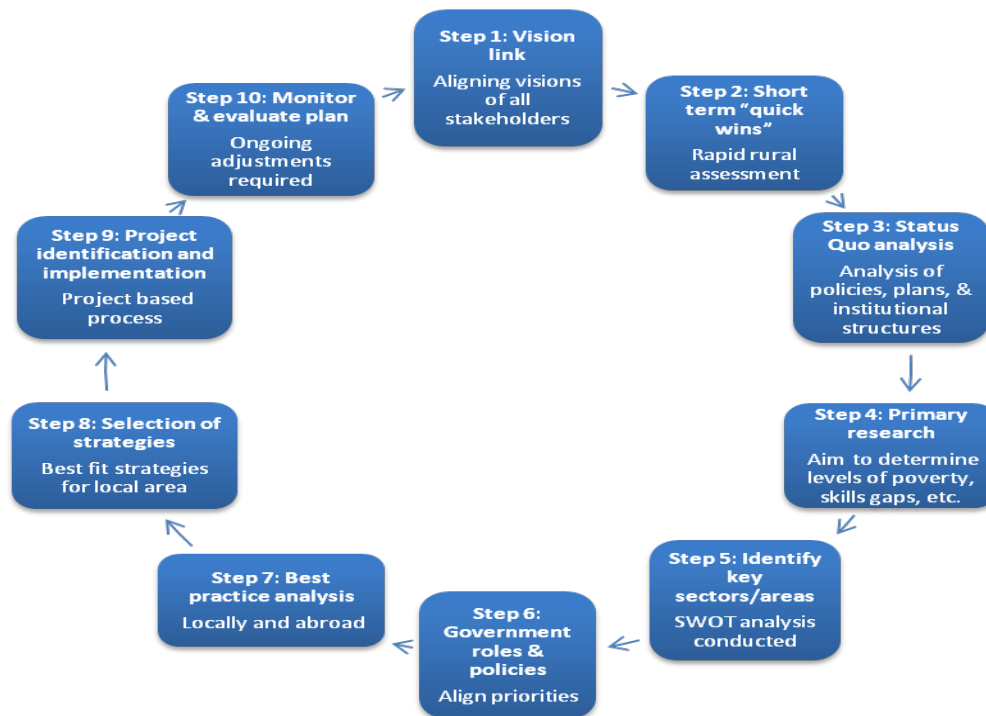 Step 1: Vision
link
Aligning visions
of all
stakeholders
Step 2: Short
term "quick
wins"
Rapid rural
assessment
Step 3: Status
Quo analysis
Analysis of
policies, plans, &
institutional
structures
Step 4: Primary
research
Aim to determine
levels of poverty,
skills gaps, etc.
Step 5: Identify
key
sectors/areas
SWOT analysis
conducted
Step 6:
Government
roles &
policies
Align priorities
Step 7: Best
practice analysis
Locally and abroad
Step 8: Selection of
strategies
Best fit strategies
for local area
Step 9: Project
identification and
implementation
Project based
process
Step 10: Monitor
& evaluate plan
Ongoing
adjustments
required